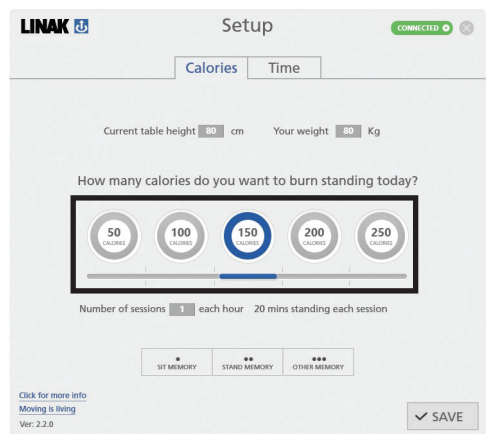 LINAK
Setup
CONNECTED
Calories Time
Current table height 80 cm Your weight 80 Kg
How many calories do you want to burn standing today?
50 100 150 200 250
CALORIES CALORIES CALORIES CALORIES CALORIES
Number of sessions 1 each hour 20 mins standing each session
SIT MEMORY STAND MEMORY OTHER MEMORY
Click for more info
Moving is living
Ver: 2.2.0
SAVE